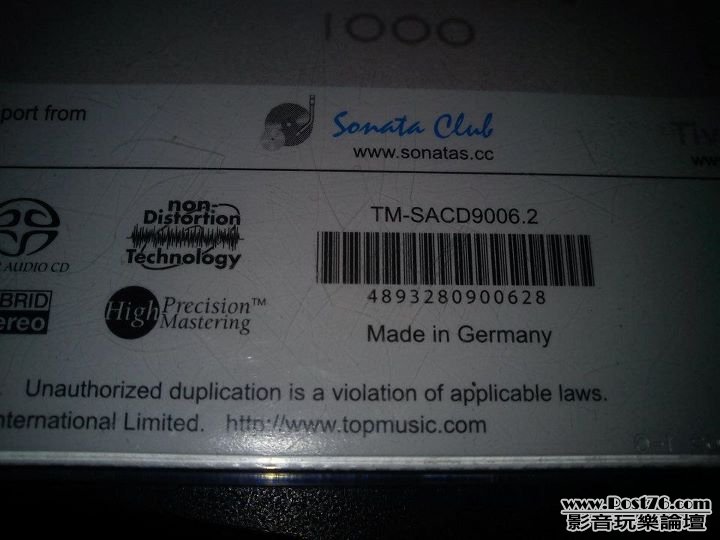 1000
port from
Sonata Club
www.sonatas.cc
non-
Distortion
Technology
TM-SACD9006.2
AUDIO CD
High Precision™
Mastering
4893280900628
Made in Germany
Unauthorized duplication is a violation of applicable laws.
nternational Limited. http://www.topmusic.com
www.Post76.com
影音玩樂論壇